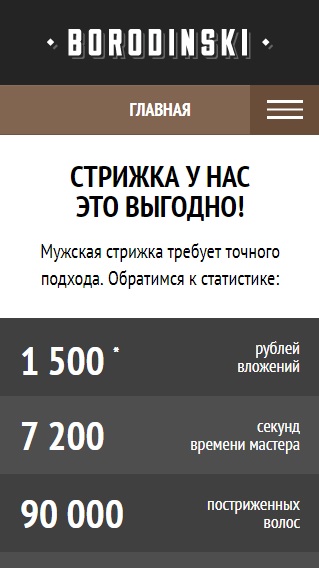 BORODINSKI
ГЛАВНАЯ
СТРИЖКА У НАС
ЭТО ВЫГОДНО!
Мужская стрижка требует точного
подхода. Обратимся к статистике:
1 500 *
рублей
вложений
7 200
секунд
времени мастера
90 000
постриженных
волос